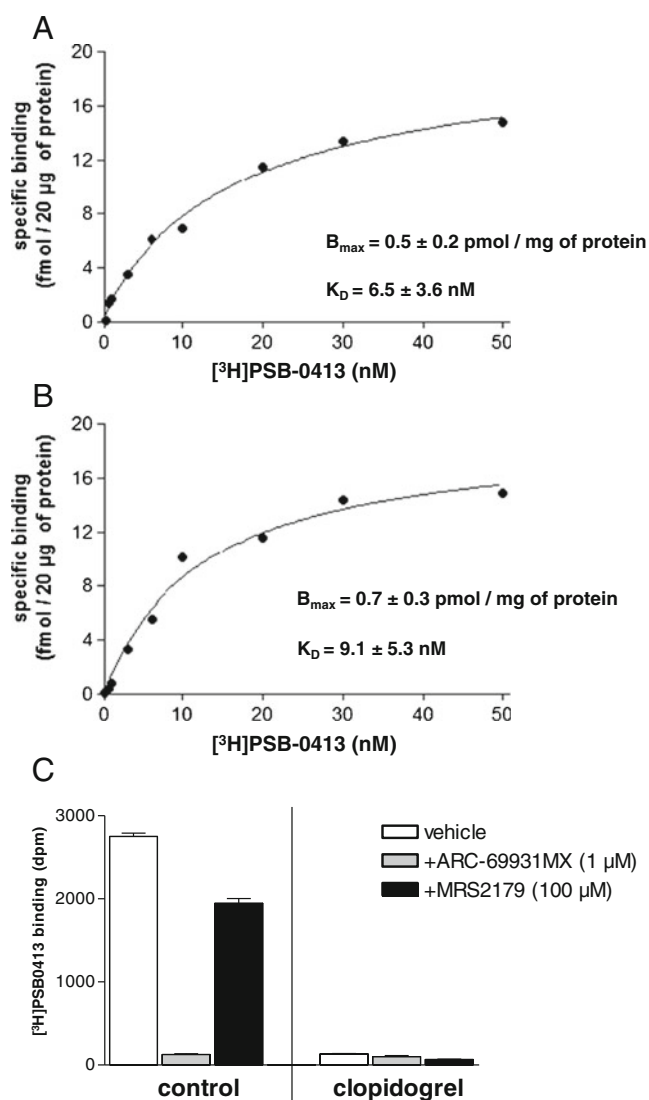 A
20
16
12
8
4
0
specific binding
(fmol / 20 µg of protein)
Bmax = 0.5 ± 0.2 pmol / mg of protein
KD = 6.5 ± 3.6 nM
0 10 20 30 40 50
[³H]PSB-0413 (nM)
B
20
16
12
8
4
0
specific binding
(fmol / 20 µg of protein)
Bmax = 0.7 ± 0.3 pmol / mg of protein
KD = 9.1 ± 5.3 nM
0 10 20 30 40 50
[³H]PSB-0413 (nM)
C
3000
2000
1000
0
[³H]PSB0413 binding (dpm)
vehicle
+ARC-69931MX (1 µM)
+MRS2179 (100 µM)
control clopidogrel